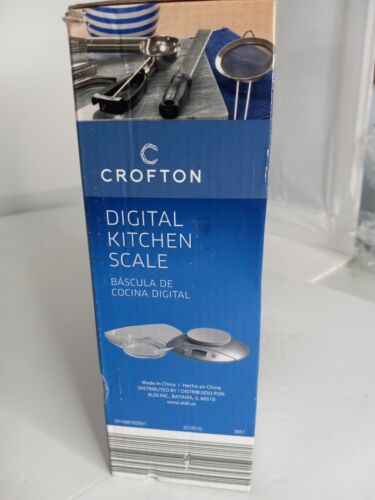 CROFTON
DIGITAL
KITCHEN
SCALE
BÁSCULA DE
COCINA DIGITAL
Made in China / Hecho en China
DISTRIBUTED BY / DISTRIBUIDO POR:
ALDI INC., BATAVIA, IL 60510
www.aldi.us